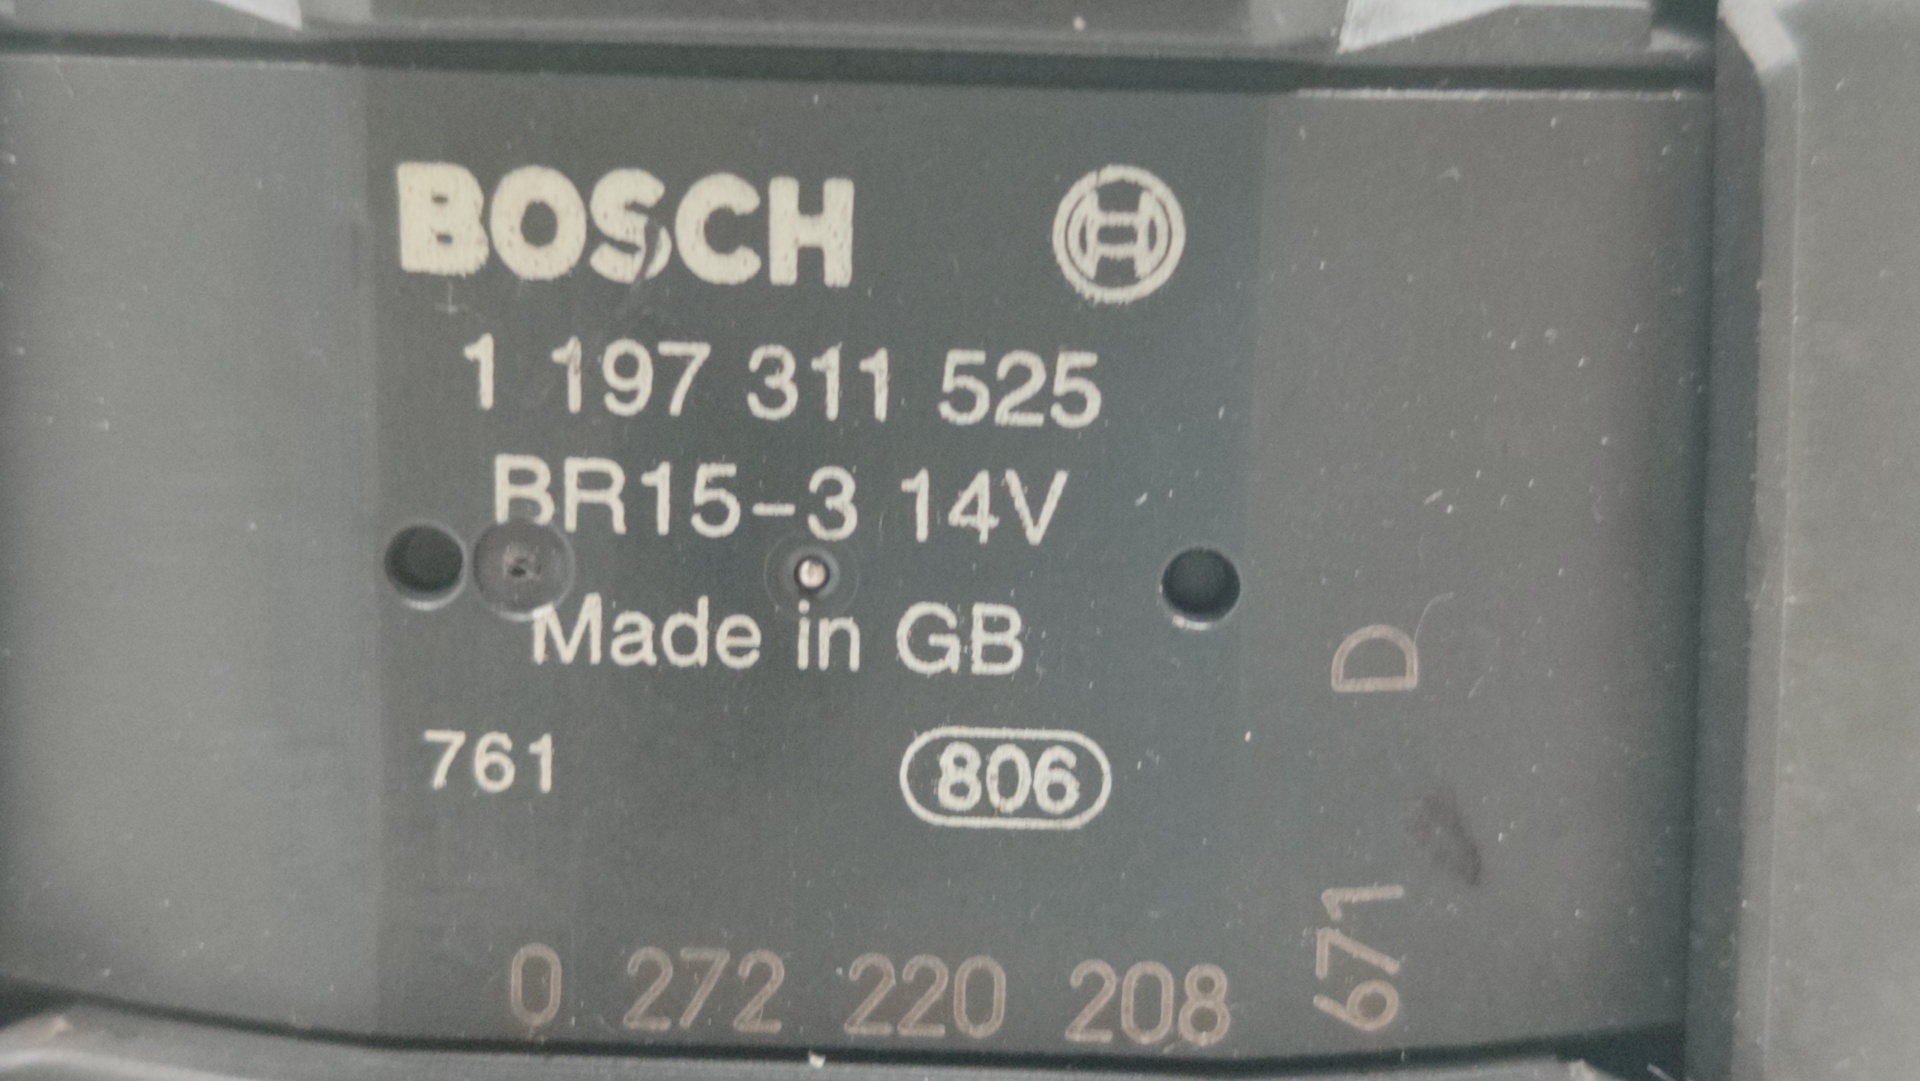 BOSCH
1 197 311 525
BR15-3 14V
Made in GB
761
806
0 272 220 208
671 D